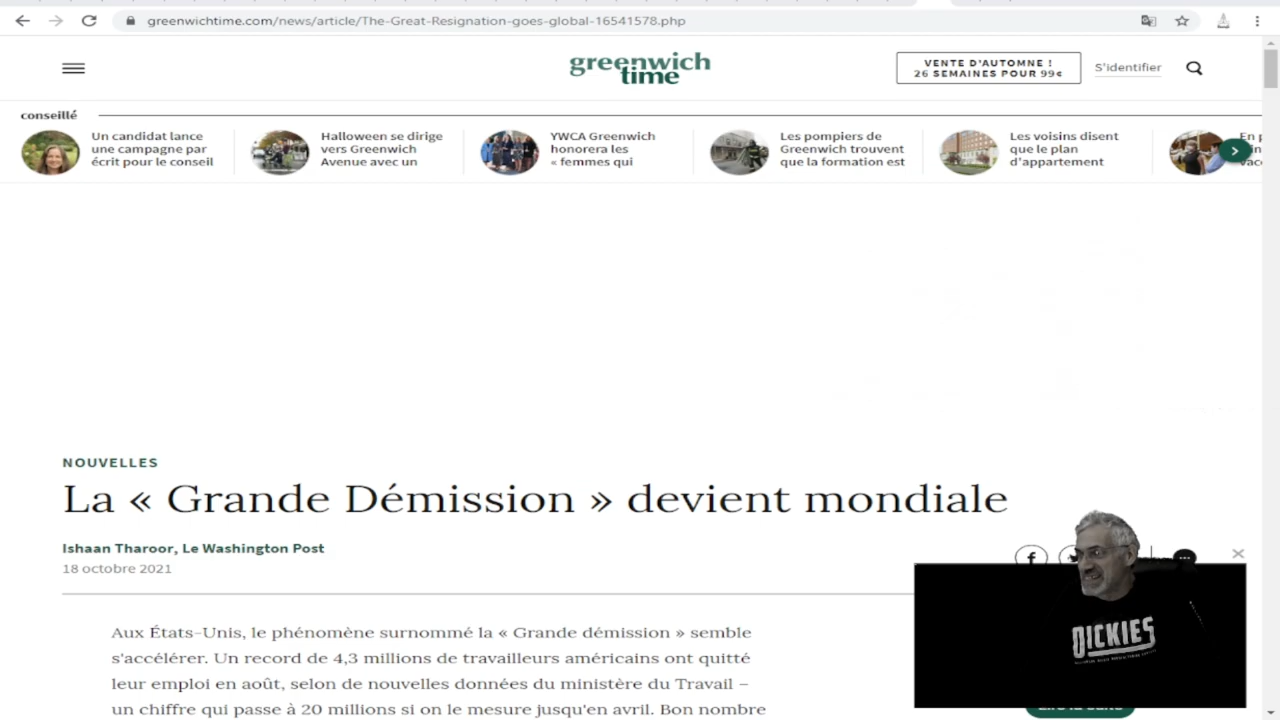 greenwichtime.com/news/article/The-Great-Resignation-goes-global-16541578.php
greenwich
time
VENTE D'AUTOMNE !
26 SEMAINES POUR 99¢
S'identifier
conseillé
Un candidat lance
une campagne par
écrit pour le conseil
Halloween se dirige
vers Greenwich
Avenue avec un
YWCA Greenwich
honorera les
« femmes qui
Les pompiers de
Greenwich trouvent
que la formation est
Les voisins disent
que le plan
d'appartement
En p
NOUVELLES
La « Grande Démission » devient mondiale
Ishaan Tharoor, Le Washington Post
18 octobre 2021
Aux États-Unis, le phénomène surnommé la « Grande démission » semble
s'accélérer. Un record de 4,3 millions de travailleurs américains ont quitté
leur emploi en août, selon de nouvelles données du ministère du Travail –
un chiffre qui passe à 20 millions si on le mesure jusqu'en avril. Bon nombre
DICKIES